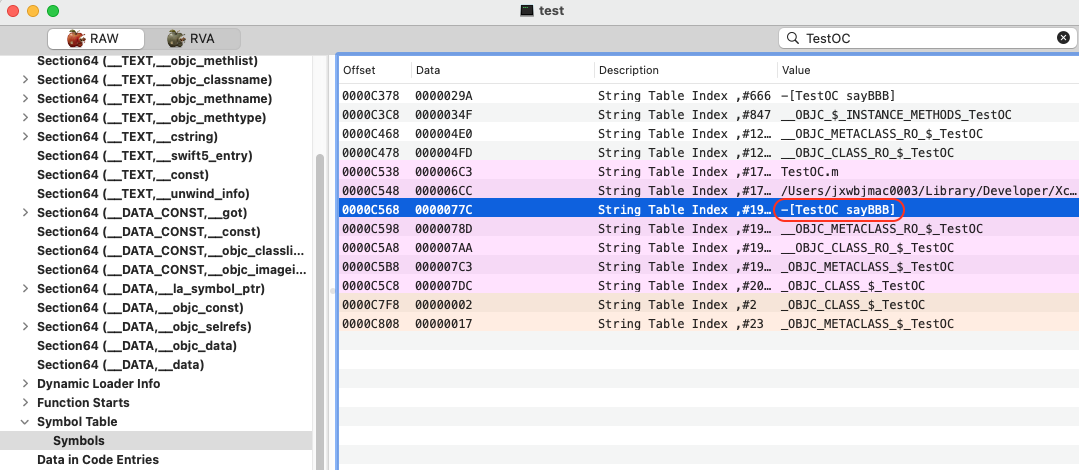 test
RAW RVA TestOC
Section64 (__TEXT,__objc_methlist)
Section64 (__TEXT,__objc_classname)
Section64 (__TEXT,__objc_methname)
Section64 (__TEXT,__objc_methtype)
Section64 (__TEXT,__cstring)
Section64 (__TEXT,__swift5_entry)
Section64 (__TEXT,__const)
Section64 (__TEXT,__unwind_info)
Section64 (__DATA_CONST,__got)
Section64 (__DATA_CONST,__const)
Section64 (__DATA_CONST,__objc_classli...
Section64 (__DATA_CONST,__objc_imagei...
Section64 (__DATA,__la_symbol_ptr)
Section64 (__DATA,__objc_const)
Section64 (__DATA,__objc_selrefs)
Section64 (__DATA,__objc_data)
Section64 (__DATA,__data)
Dynamic Loader Info
Function Starts
Symbol Table
Symbols
Data in Code Entries
Offset Data Description Value
0000C378 0000029A String Table Index ,#666 -[TestOC sayBBB]
0000C3C8 0000034F String Table Index ,#847 __OBJC_$_INSTANCE_METHODS_TestOC
0000C468 000004E0 String Table Index ,#12... __OBJC_METACLASS_RO_$_TestOC
0000C478 000004FD String Table Index ,#12... __OBJC_CLASS_RO_$_TestOC
0000C538 000006C3 String Table Index ,#17... TestOC.m
0000C548 000006CC String Table Index ,#17... /Users/jxwbjmac0003/Library/Developer/Xc...
0000C568 0000077C String Table Index ,#19... -[TestOC sayBBB]
0000C598 0000078D String Table Index ,#19... __OBJC_METACLASS_RO_$_TestOC
0000C5A8 000007AA String Table Index ,#19... __OBJC_CLASS_RO_$_TestOC
0000C5B8 000007C3 String Table Index ,#19... _OBJC_METACLASS_$_TestOC
0000C5C8 000007DC String Table Index ,#20... _OBJC_CLASS_$_TestOC
0000C7F8 00000002 String Table Index ,#2 _OBJC_CLASS_$_TestOC
0000C808 00000017 String Table Index ,#23 _OBJC_METACLASS_$_TestOC